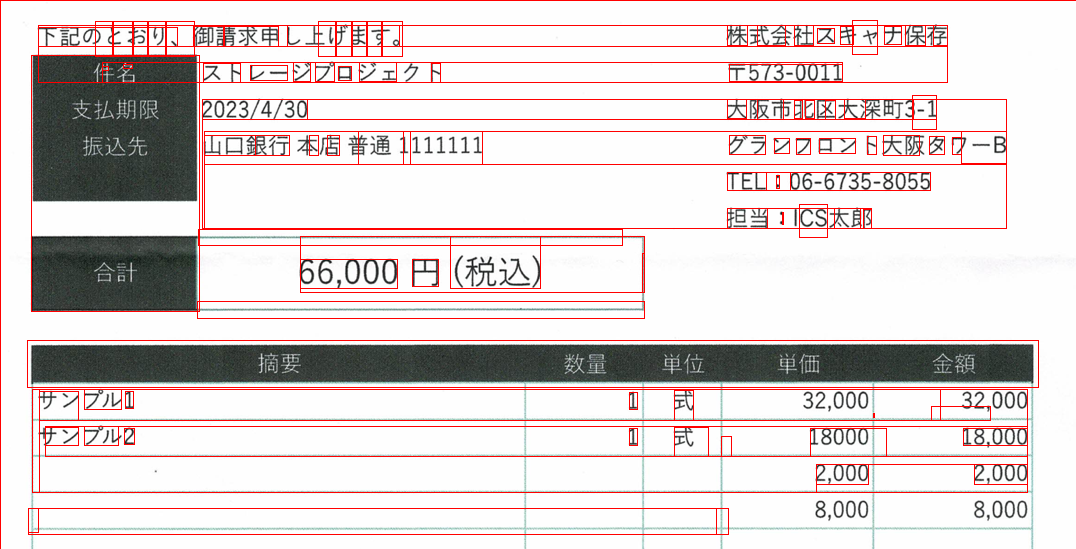 下記のとおり、御請求申し上げます。 株式会社スキャナ保存
件名 ストレージプロジェクト 〒573-0011
支払期限 2023/4/30 大阪市北区大深町3-1
振込先 山口銀行 本店 普通 1111111 グランフロント大阪タワーB
TEL：06-6735-8055
担当：ICS太郎
合計 66,000 円 (税込)
摘要 数量 単位 単価 金額
サンプル1 1 式 32,000 32,000
サンプル2 1 式 18000 18,000
2,000 2,000
8,000 8,000